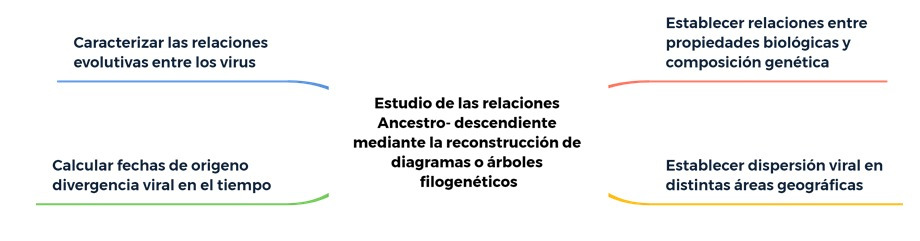 Caracterizar las relaciones
evolutivas entre los virus
Calcular fechas de origeno
divergencia viral en el tiempo
Estudio de las relaciones
Ancestro- descendiente
mediante la reconstrucción de
diagramas o árboles
filogenéticos
Establecer relaciones entre
propiedades biológicas y
composición genética
Establecer dispersión viral en
distintas áreas geográficas